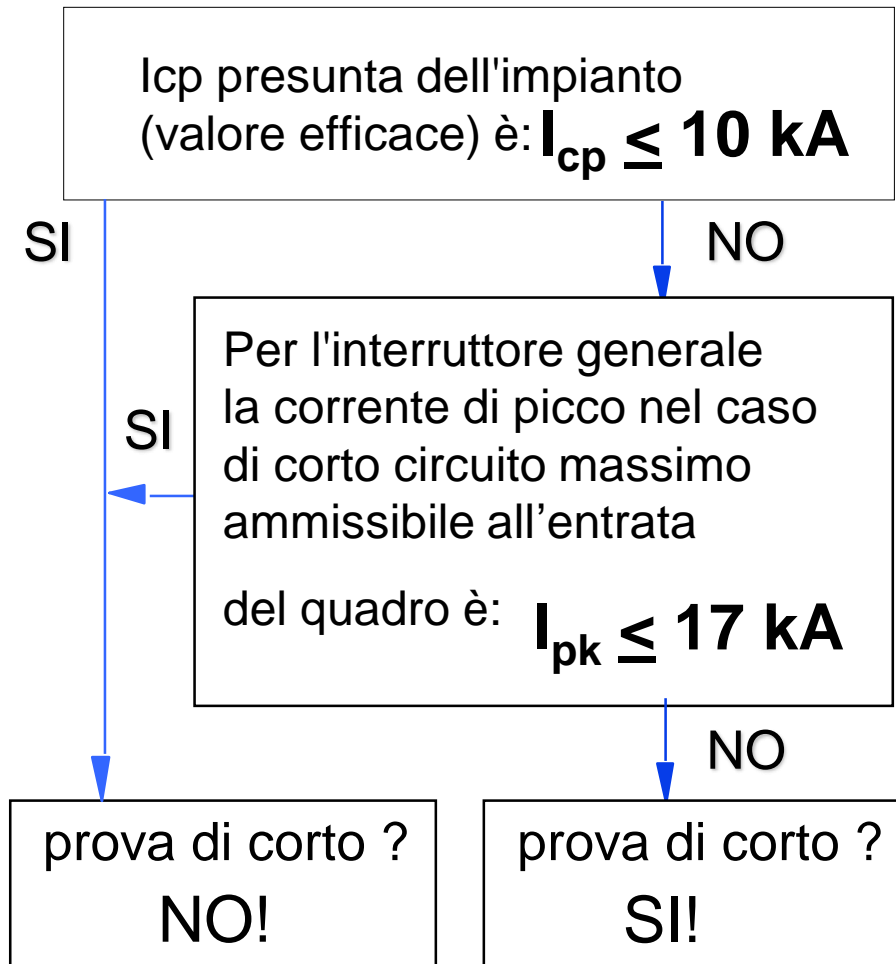 Icp presunta dell'impianto
(valore efficace) è: Icp ≤ 10 kA
SI
NO
Per l'interruttore generale
la corrente di picco nel caso
di corto circuito massimo
ammissibile all’entrata
del quadro è: Ipk ≤ 17 kA
SI
NO
prova di corto ?
NO!
prova di corto ?
SI!